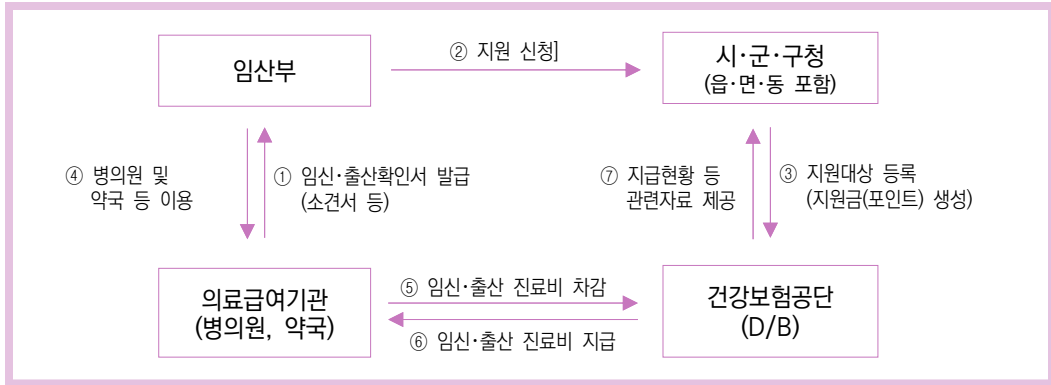 임산부
② 지원 신청]
시·군·구청
(읍·면·동 포함)
④ 병의원 및
약국 등 이용
① 임신·출산확인서 발급
(소견서 등)
⑦ 지급현황 등
관련자료 제공
③ 지원대상 등록
(지원금(포인트) 생성)
의료급여기관
(병의원, 약국)
⑤ 임신·출산 진료비 차감
⑥ 임신·출산 진료비 지급
건강보험공단
(D/B)